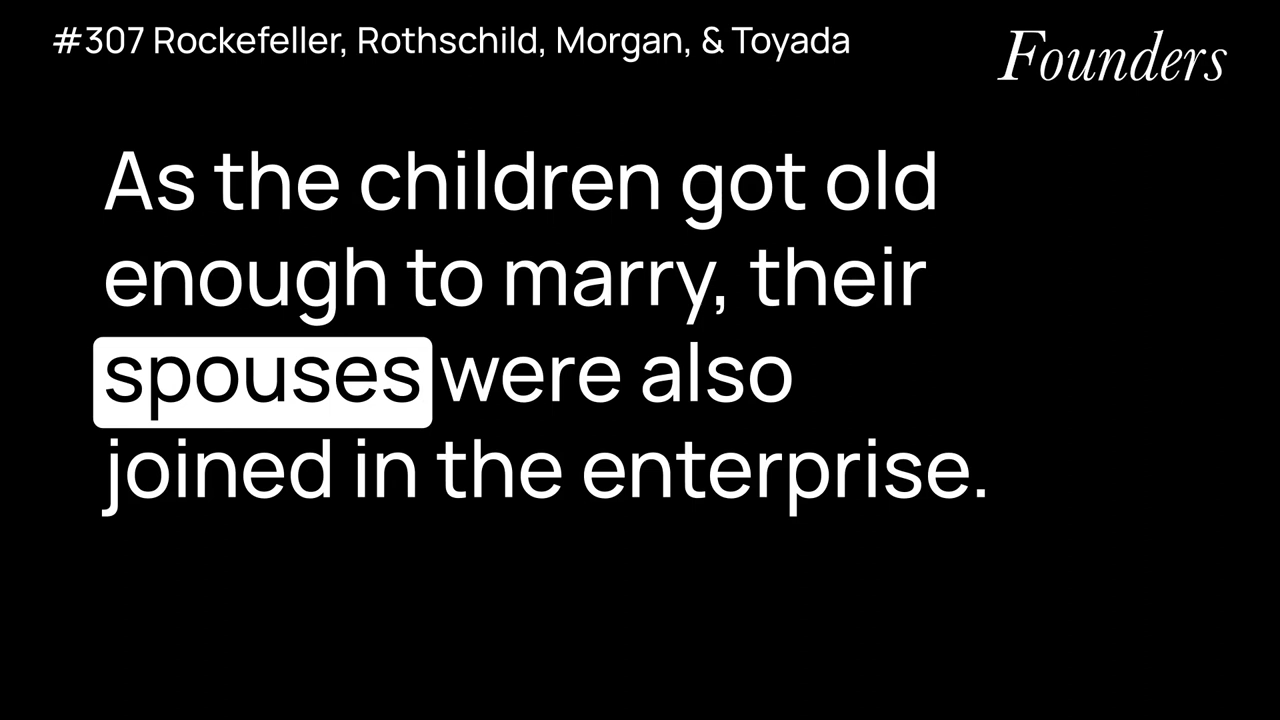 #307 Rockefeller, Rothschild, Morgan, & Toyada
Founders
As the children got old
enough to marry, their
spouses were also
joined in the enterprise.